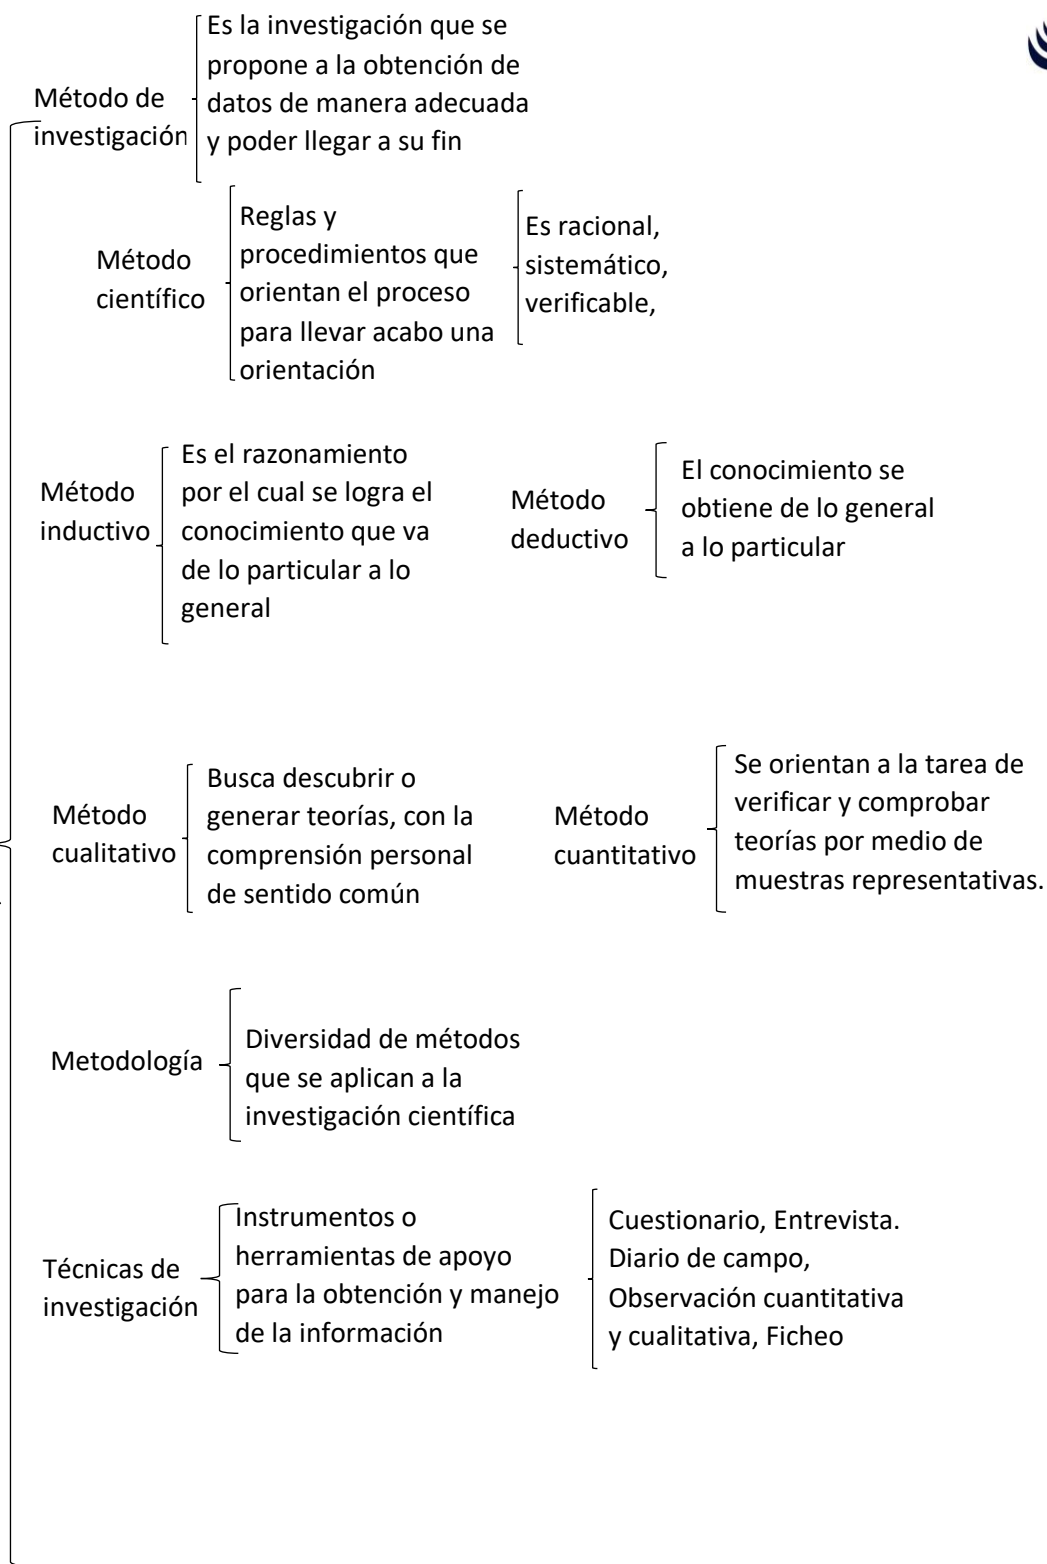 Es la investigación que se
propone a la obtención de
datos de manera adecuada
y poder llegar a su fin
Método de
investigación
Reglas y
procedimientos que
orientan el proceso
para llevar acabo una
orientación
Método
científico
Es racional,
sistemático,
verificable,
Es el razonamiento
por el cual se logra el
conocimiento que va
de lo particular a lo
general
Método
inductivo
Método
deductivo
El conocimiento se
obtiene de lo general
a lo particular
Método
cualitativo
Busca descubrir o
generar teorías, con la
comprensión personal
de sentido común
Método
cuantitativo
Se orientan a la tarea de
verificar y comprobar
teorías por medio de
muestras representativas.
Metodología
Diversidad de métodos
que se aplican a la
investigación científica
Técnicas de
investigación
Instrumentos o
herramientas de apoyo
para la obtención y manejo
de la información
Cuestionario, Entrevista.
Diario de campo,
Observación cuantitativa
y cualitativa, Ficheo